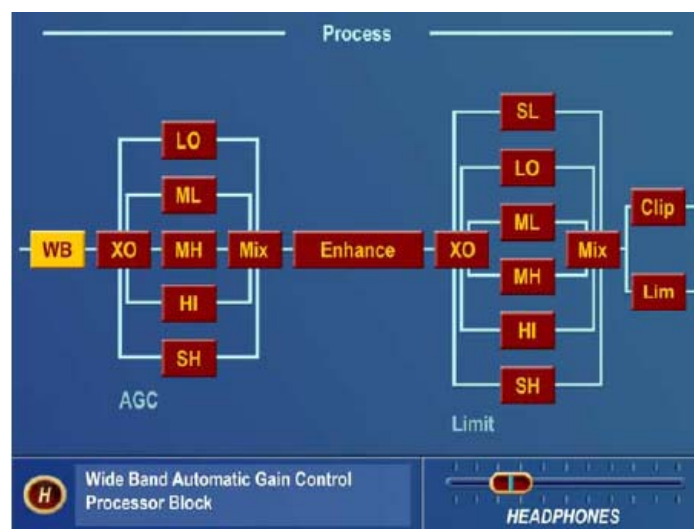 Process
SL
LO
LO
ML
ML
Clip
WB
XO
MH
Mix
Enhance
XO
Mix
MH
HI
Lim
HI
SH
SH
AGC
Limit
H
Wide Band Automatic Gain Control
Processor Block
HEADPHONES